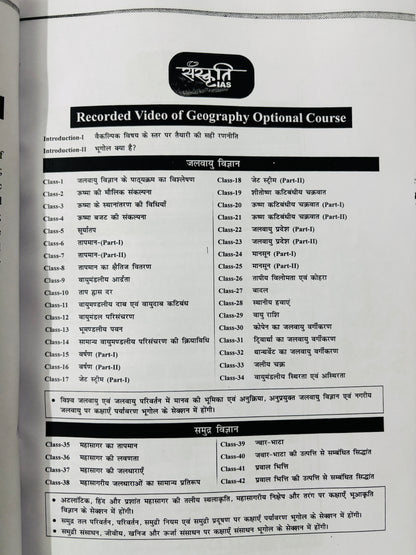 संस्कृति
IAS
Recorded Video of Geography Optional Course
Introduction-I वैकल्पिक विषय के स्तर पर तैयारी की सही रणनीति
Introduction-II भूगोल क्या है?
जलवायु विज्ञान
Class-1 जलवायु विज्ञान के पाठ्यक्रम का विश्लेषण
Class-2 ऊष्मा की मौलिक संकल्पना
Class-3 ऊष्मा के स्थानांतरण की विधियाँ
Class-4 ऊष्मा बजट की संकल्पना
Class-5 सूर्यातप
Class-6 तापमान-(Part-I)
Class-7 तापमान-(Part-II)
Class-8 तापमान का क्षैतिज वितरण
Class-9 वायुमंडलीय आर्द्रता
Class-10 ताप ह्रास दर
Class-11 वायुमण्डलीय दाब एवं वायुदाब कटिबंध
Class-12 वायुमंडल परिसंचरण
Class-13 भूमण्डलीय पवन
Class-14 सामान्य वायुमण्डलीय परिसंचरण की क्रियाविधि
Class-15 वर्षण (Part-I)
Class-16 वर्षण (Part-II)
Class-17 जेट स्ट्रीम (Part-I)
Class-18 जेट स्ट्रीम (Part-II)
Class-19 शीतोष्ण कटिबंधीय चक्रवात
Class-20 ऊष्ण कटिबंधीय चक्रवात (Part-I)
Class-21 ऊष्ण कटिबंधीय चक्रवात (Part-II)
Class-22 जलवायु प्रदेश (Part-I)
Class-23 जलवायु प्रदेश (Part-II)
Class-24 मानसून (Part-I)
Class-25 मानसून (Part-II)
Class-26 तापीय विलोमता एवं कोहरा
Class-27 बादल
Class-28 स्थानीय हवाएं
Class-29 वायु राशि
Class-30 कोपेन का जलवायु वर्गीकरण
Class-31 ट्रिवार्था का जलवायु वर्गीकरण
Class-32 थार्न्थवेट का जलवायु वर्गीकरण
Class-33 जलीय चक्र
Class-34 वायुमंडलीय स्थिरता एवं अस्थिरता
• विश्व जलवायु एवं जलवायु परिवर्तन में मानव की भूमिका एवं अनुक्रिया, अनुप्रयुक्त जलवायु विज्ञान एवं नगरीय
जलवायु पर कक्षाएँ पर्यावरण भूगोल के सेक्शन में होंगी।
समुद्र विज्ञान
Class-35 महासागर का तापमान
Class-36 महासागर की लवणता
Class-37 महासागर की जलधाराएँ
Class-38 महासागरीय जलधाराओं का सामान्य प्रतिरूप
Class-39 ज्वार-भाटा
Class-40 ज्वार-भाटा की उत्पत्ति से सम्बंधित सिद्धांत
Class-41 प्रवाल भित्ति
Class-42 प्रवाल भित्ति की उत्पत्ति से सम्बंधित सिद्धांत
• अटलांटिक, हिंद और प्रशांत महासागर की तलीय स्थलाकृति, महासागरीय निक्षेप और तरंग पर कक्षाएँ भूआकृति
विज्ञान के सेक्शन में होंगी।
• समुद्र तल परिवर्तन, परिवर्तन, समुद्री नियम एवं समुद्री प्रदूषण पर कक्षाएँ पर्यावरण भूगोल के सेक्शन में होंगी।
• समुद्री संसाधन, जीवीय, खनिज और ऊर्जा संसाधन पर कक्षाएँ संसाधन भूगोल के सेक्शन में होंगी।